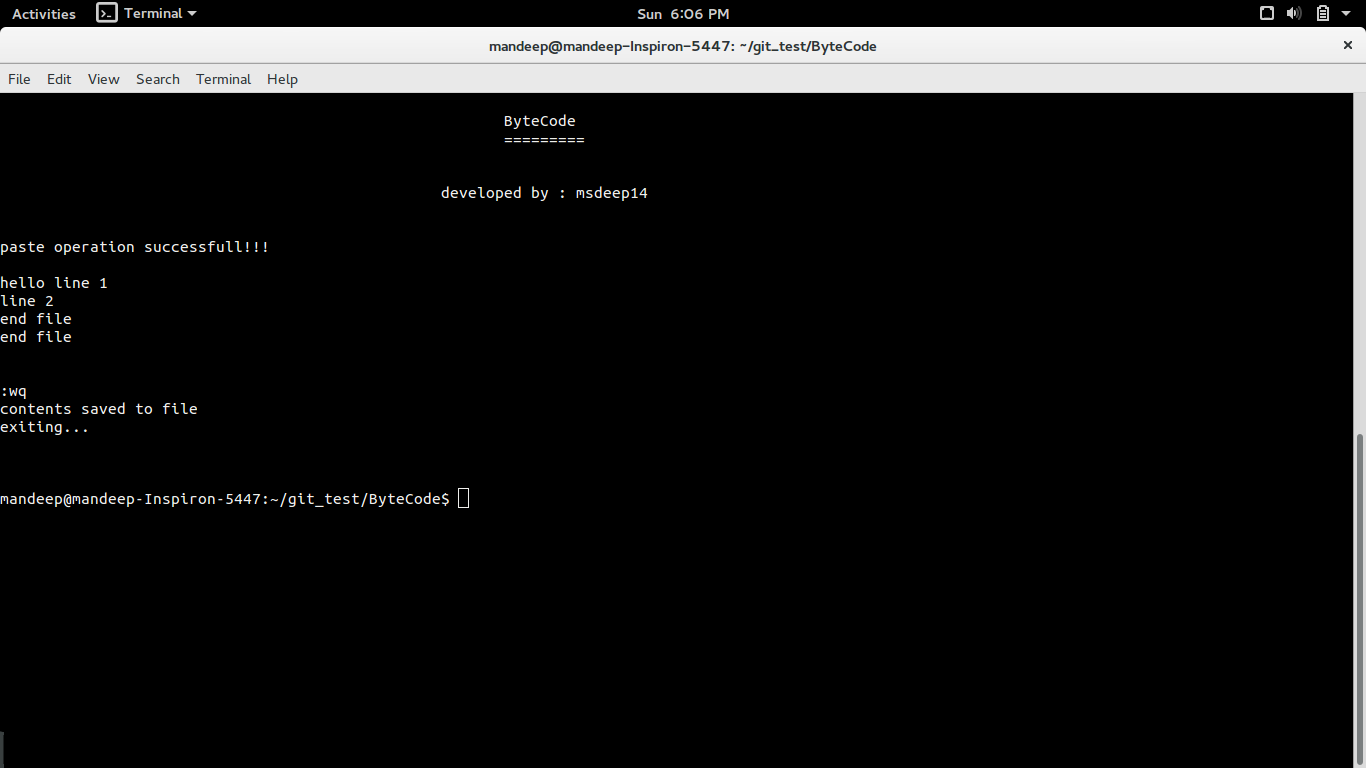 Activities Terminal Sun 6:06 PM
mandeep@mandeep-Inspiron-5447: ~/git_test/ByteCode
File Edit View Search Terminal Help
ByteCode
=========
developed by : msdeep14
paste operation successfull!!!
hello line 1
line 2
end file
end file
:wq
contents saved to file
exiting...
mandeep@mandeep-Inspiron-5447:~/git_test/ByteCode$